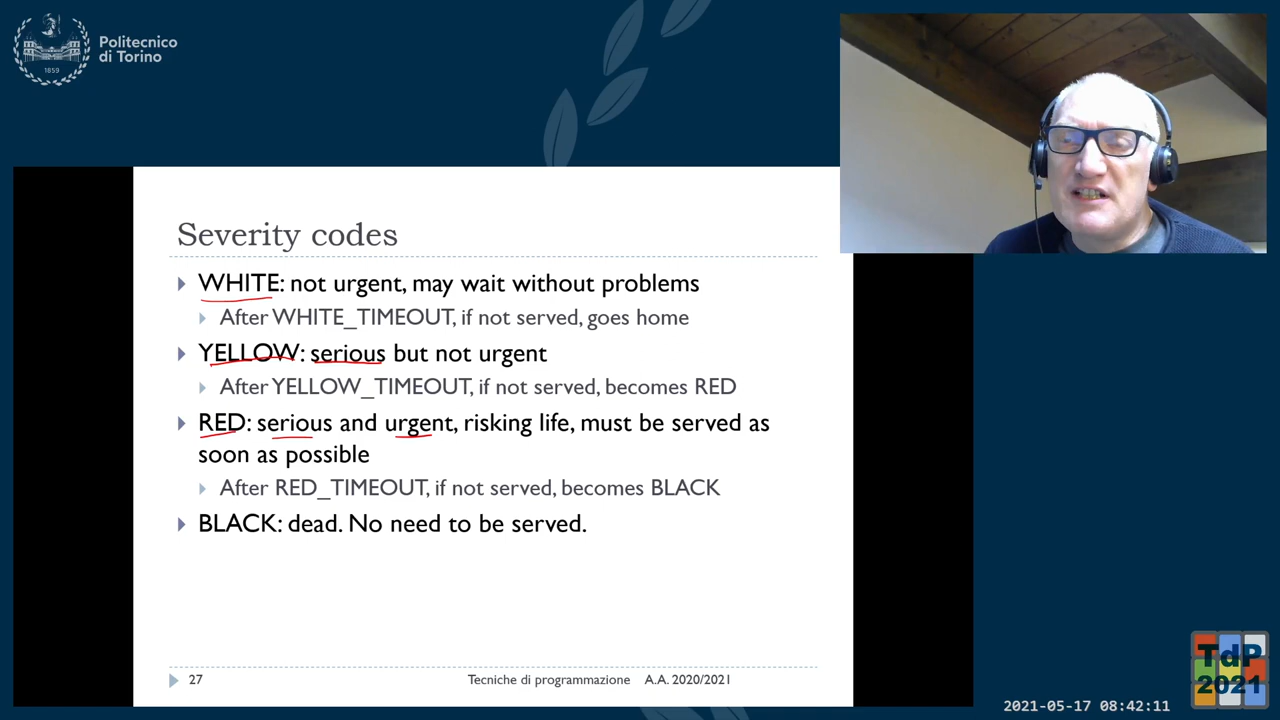 Politecnico
di Torino
1859
Severity codes
WHITE: not urgent, may wait without problems
After WHITE_TIMEOUT, if not served, goes home
YELLOW: serious but not urgent
After YELLOW_TIMEOUT, if not served, becomes RED
RED: serious and urgent, risking life, must be served as
soon as possible
After RED_TIMEOUT, if not served, becomes BLACK
BLACK: dead. No need to be served.
27
Tecniche di programmazione A.A. 2020/2021
TdP
2021
2021-05-17 08:42:11